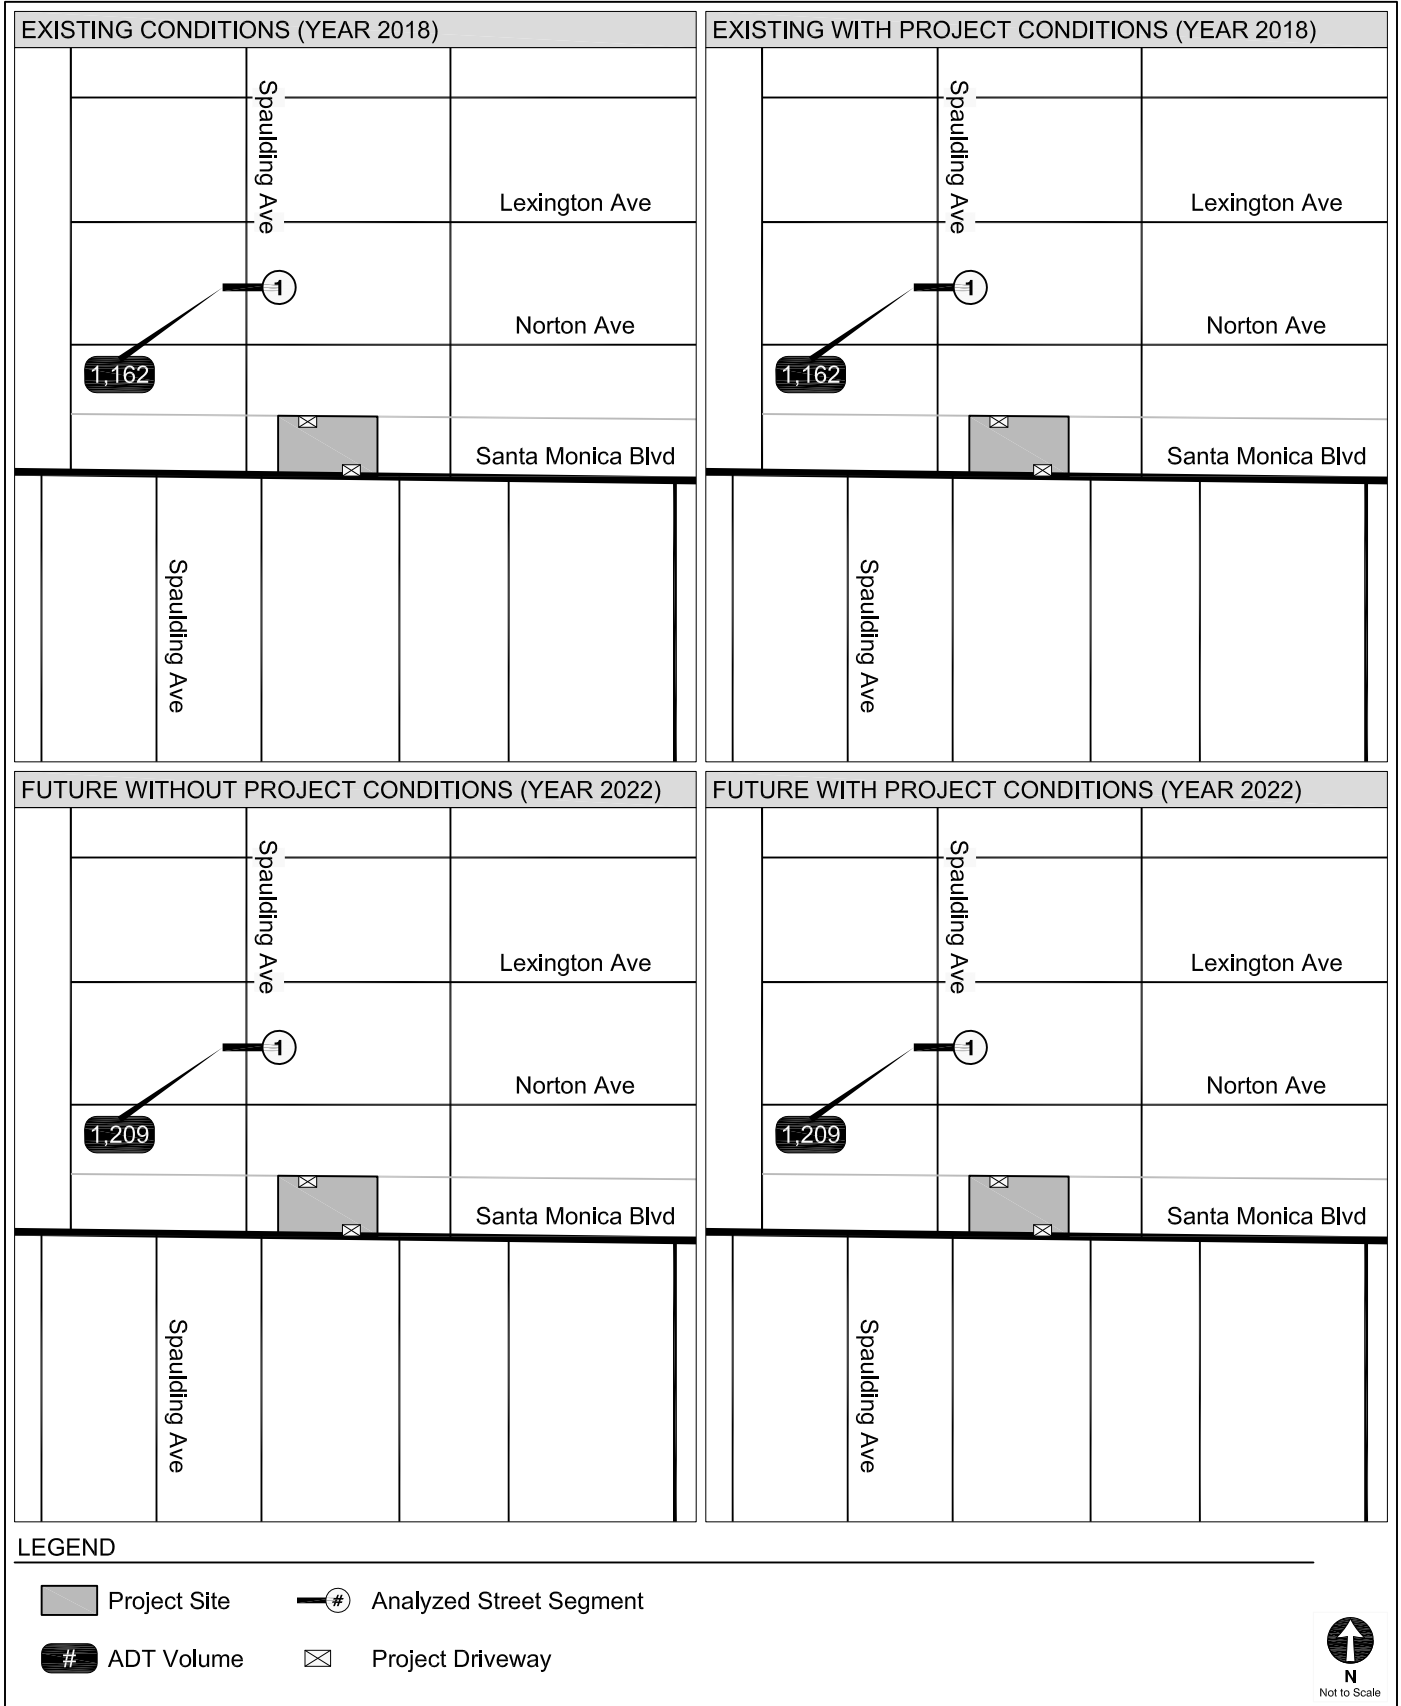 EXISTING CONDITIONS (YEAR 2018)
Spaulding Ave
Lexington Ave
1
Norton Ave
1,162
Santa Monica Blvd
Spaulding Ave
EXISTING WITH PROJECT CONDITIONS (YEAR 2018)
Spaulding Ave
Lexington Ave
1
Norton Ave
1,162
Santa Monica Blvd
Spaulding Ave
FUTURE WITHOUT PROJECT CONDITIONS (YEAR 2022)
Spaulding Ave
Lexington Ave
1
Norton Ave
1,209
Santa Monica Blvd
Spaulding Ave
FUTURE WITH PROJECT CONDITIONS (YEAR 2022)
Spaulding Ave
Lexington Ave
1
Norton Ave
1,209
Santa Monica Blvd
Spaulding Ave
LEGEND
Project Site
# Analyzed Street Segment
# ADT Volume
Project Driveway
N
Not to Scale